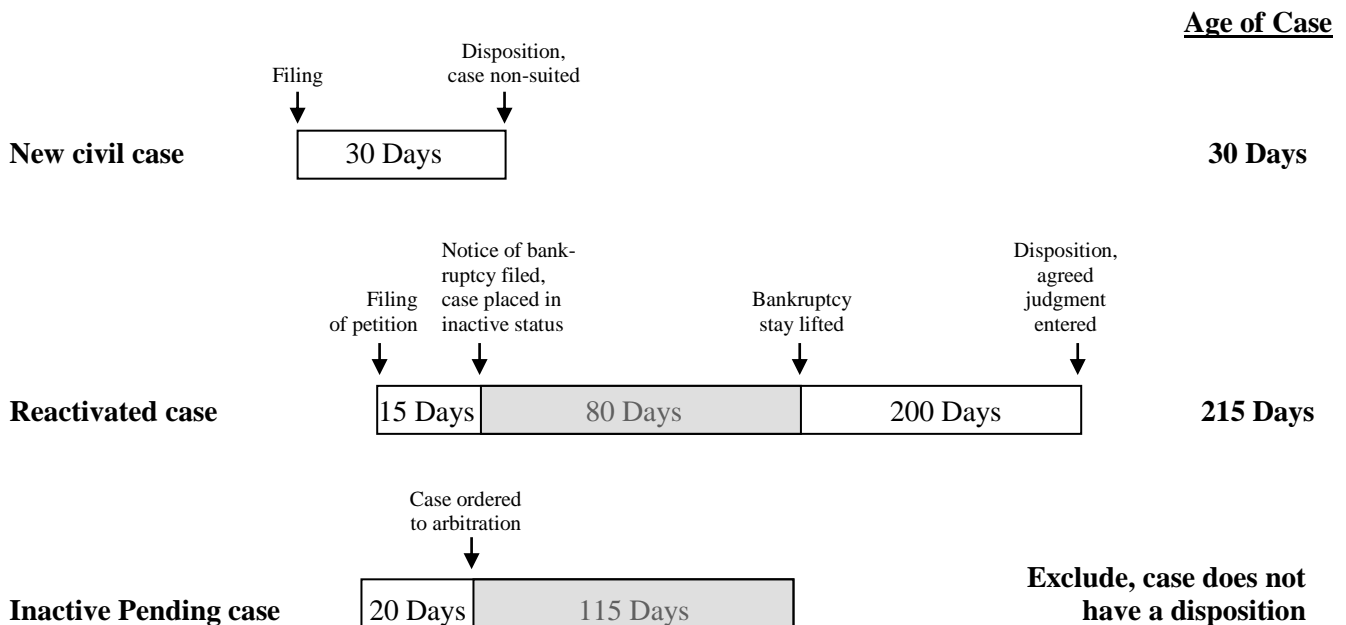 Age of Case
Disposition,
Filing case non-suited
New civil case 30 Days 30 Days
Notice of bank-
ruptcy filed,
case placed in
inactive status
Filing
of petition
Bankruptcy
stay lifted
Disposition,
agreed
judgment
entered
Reactivated case 15 Days 80 Days 200 Days 215 Days
Case ordered
to arbitration
Inactive Pending case 20 Days 115 Days
Exclude, case does not
have a disposition